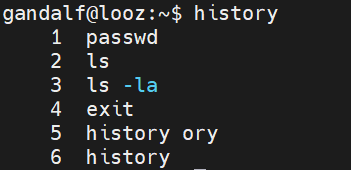 gandalf@looz:~$ history
1 passwd
2 ls
3 ls -la
4 exit
5 history ory
6 history _